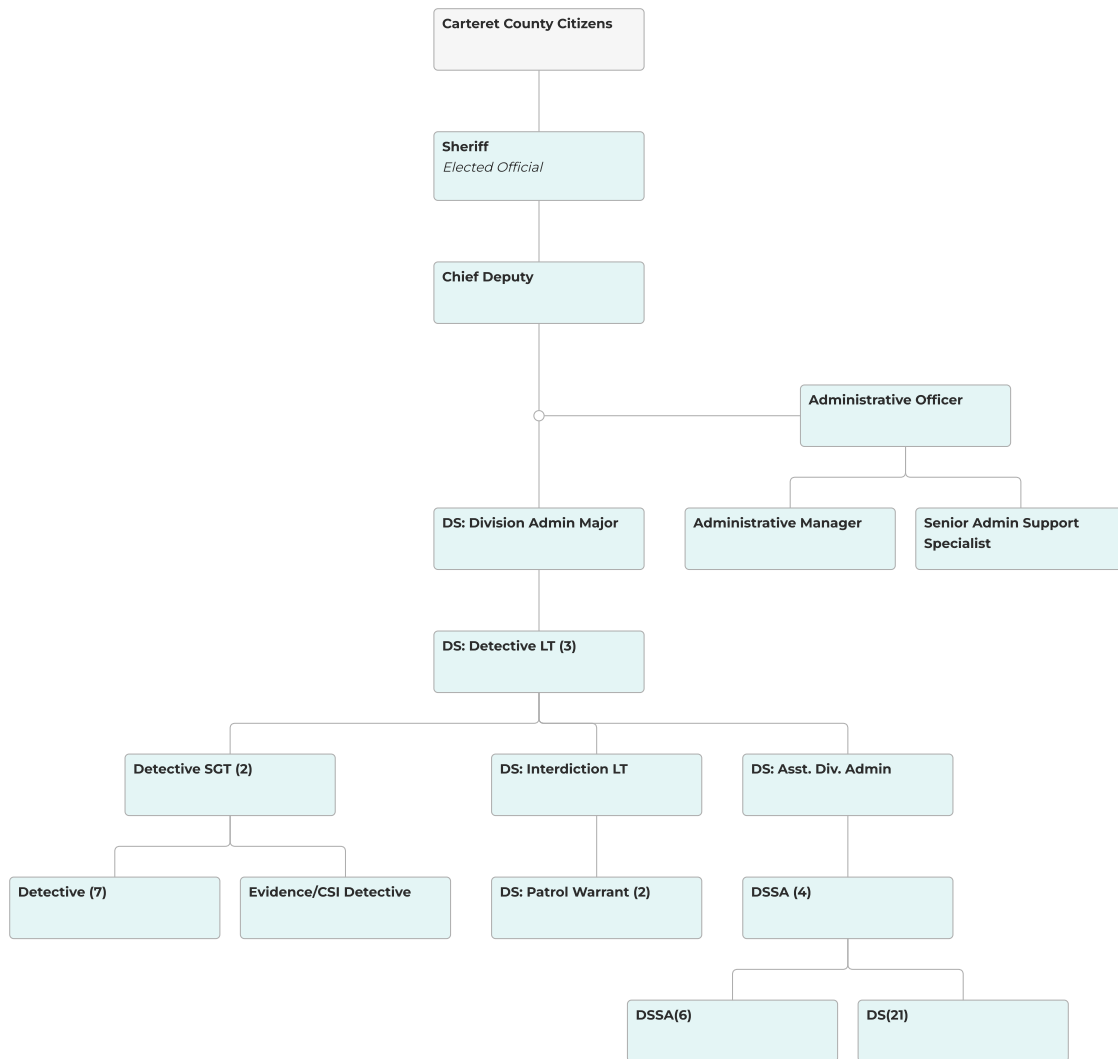 Carteret County Citizens
Sheriff
Elected Official
Chief Deputy
Administrative Officer
DS: Division Admin Major
Administrative Manager
Senior Admin Support
Specialist
DS: Detective LT (3)
Detective SGT (2)
DS: Interdiction LT
DS: Asst. Div. Admin
Detective (7)
Evidence/CSI Detective
DS: Patrol Warrant (2)
DSSA (4)
DSSA(6)
DS(21)